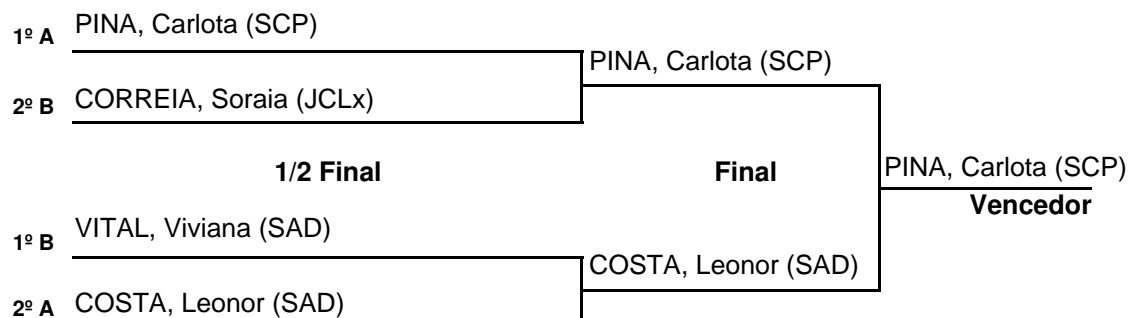 1º A PINA, Carlota (SCP)
PINA, Carlota (SCP)
2º B CORREIA, Soraia (JCLx)
1/2 Final Final PINA, Carlota (SCP)
Vencedor
1º B VITAL, Viviana (SAD)
COSTA, Leonor (SAD)
2º A COSTA, Leonor (SAD)